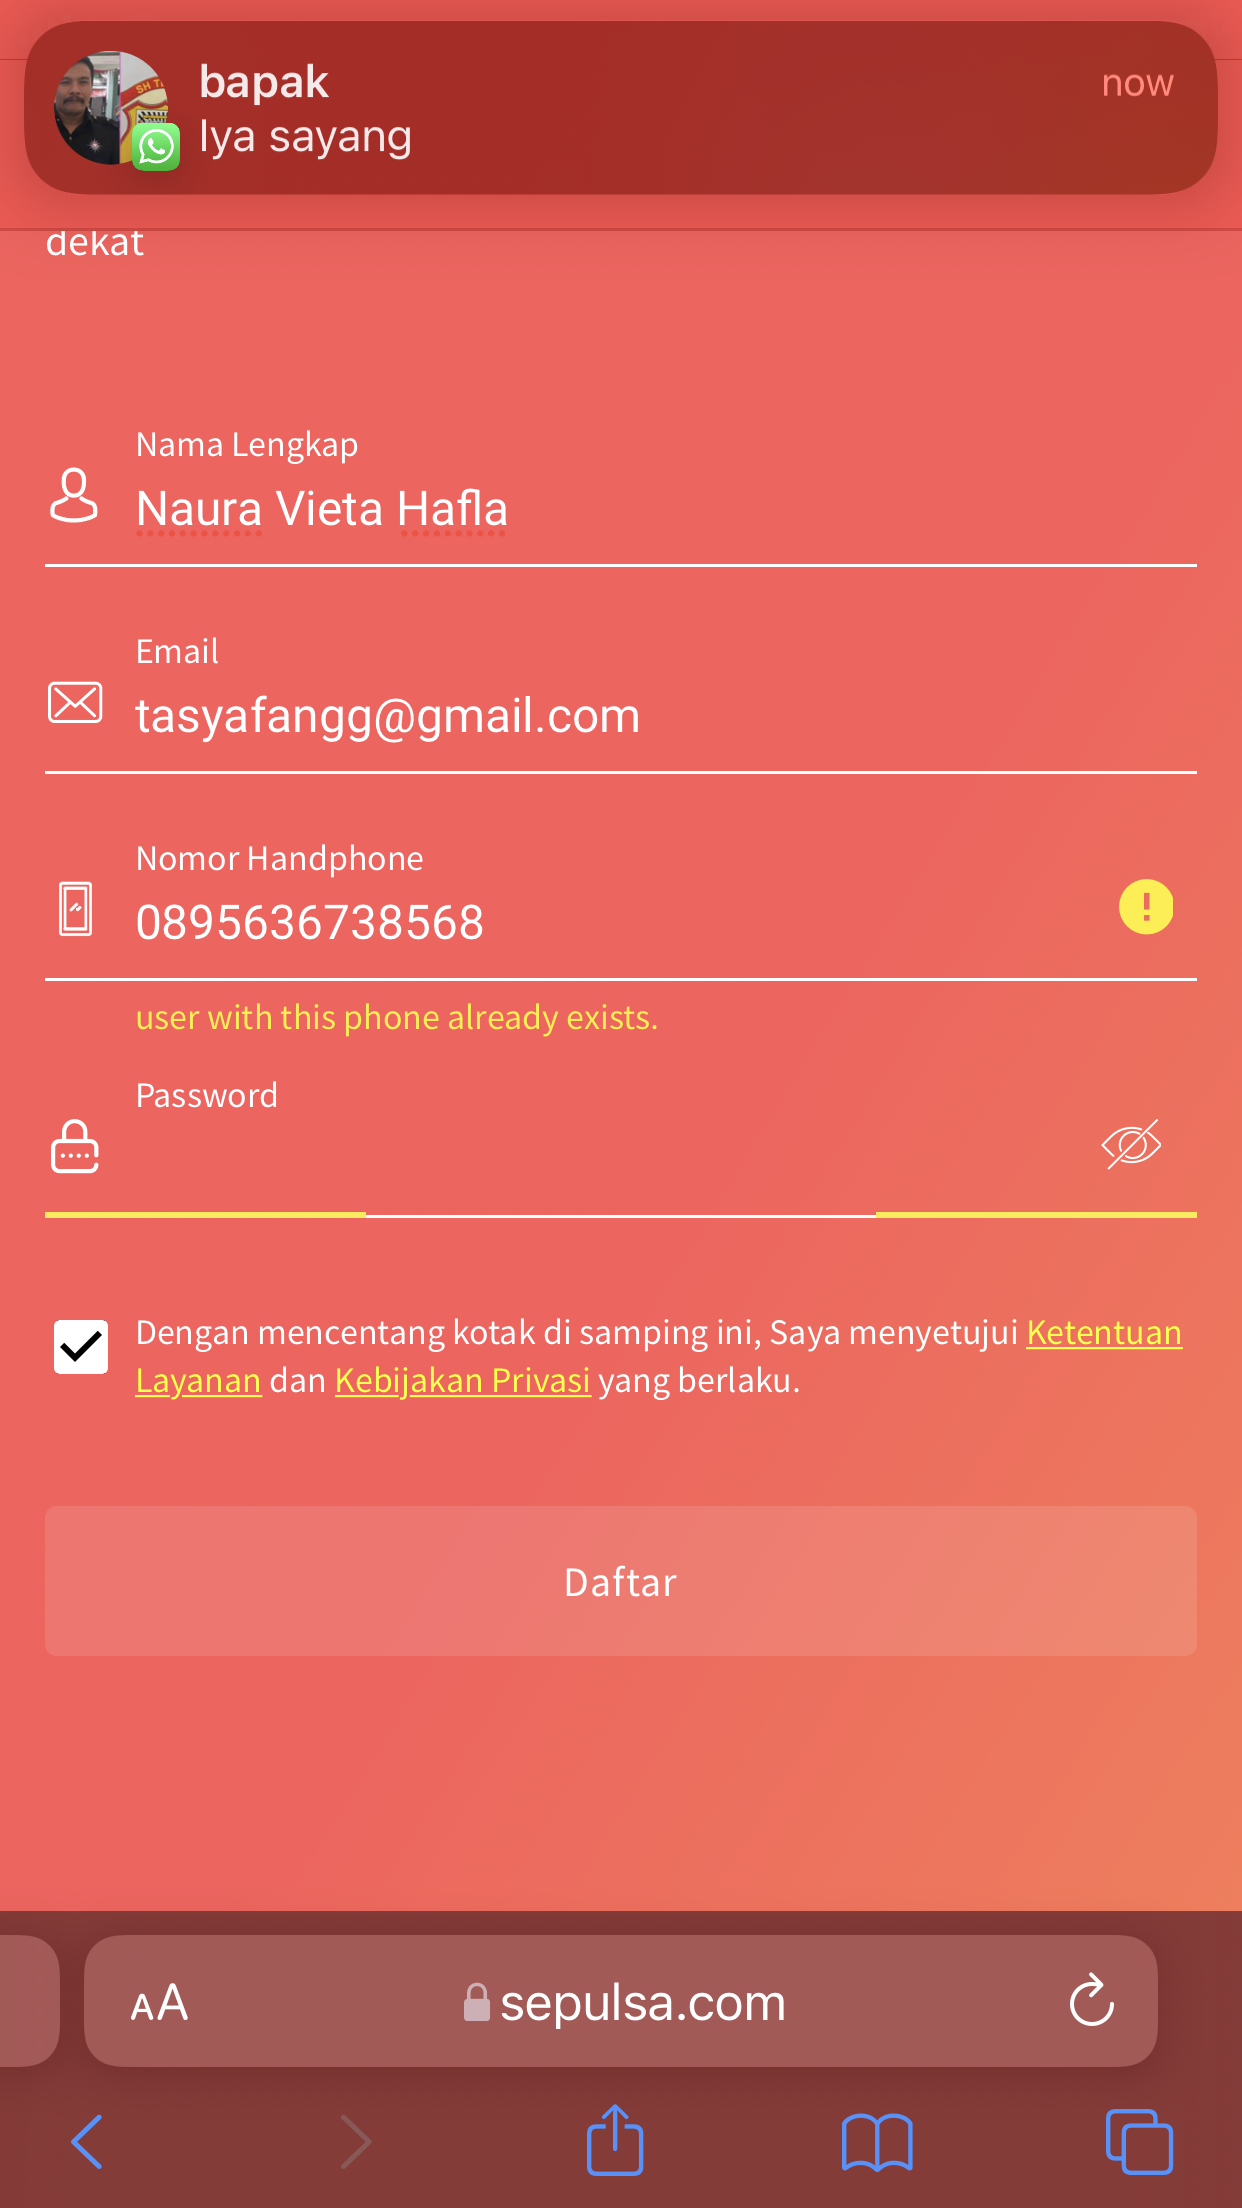 bapak
now
Iya sayang
dekat
Nama Lengkap
Naura Vieta Hafla
Email
tasyafangg@gmail.com
Nomor Handphone
0895636738568
!
user with this phone already exists.
Password
Dengan mencentang kotak di samping ini, Saya menyetujui Ketentuan
Layanan dan Kebijakan Privasi yang berlaku.
Daftar
AA
sepulsa.com